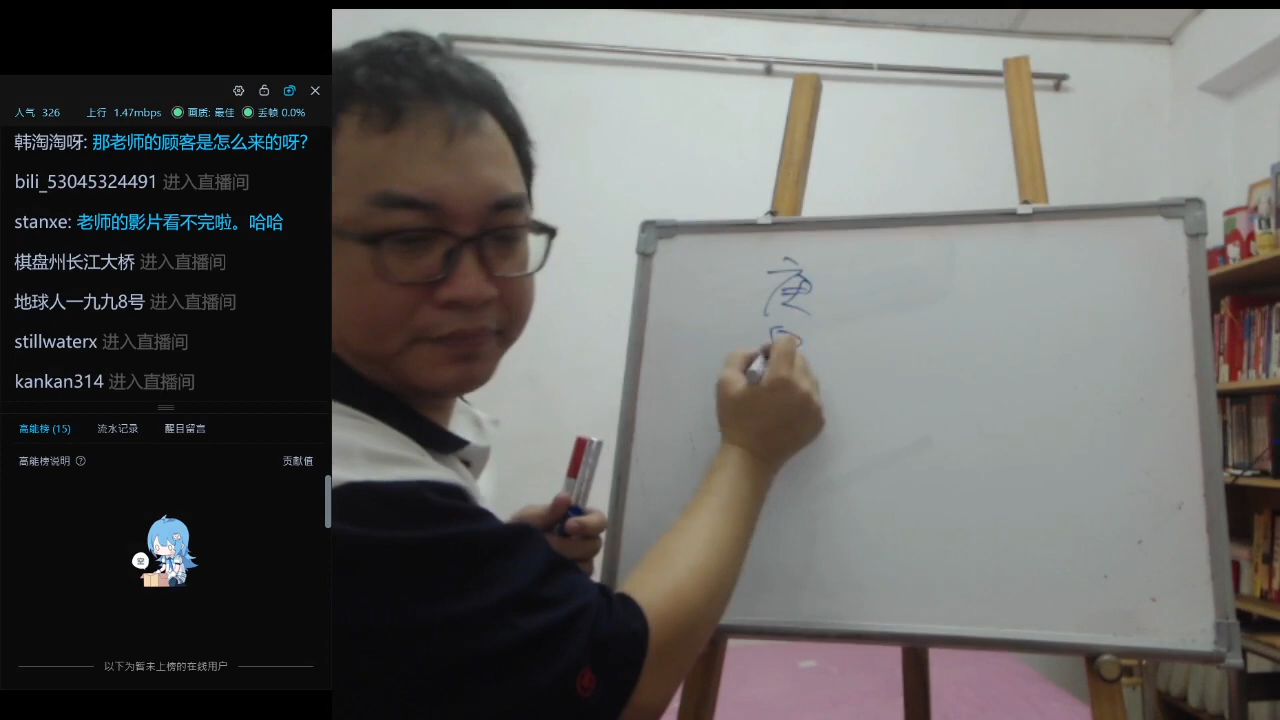 人气 326 上行 1.47mbps 画质: 最佳 丢帧 0.0%
韩淘淘呀: 那老师的顾客是怎么来的呀?
bili_53045324491 进入直播间
stanxe: 老师的影片看不完啦。哈哈
棋盘州长江大桥 进入直播间
地球人一九九8号 进入直播间
stillwaterx 进入直播间
kankan314 进入直播间
高能榜 (15) 流水记录 醒目留言
高能榜说明 贡献值
空
以下为暂未上榜的在线用户
庚